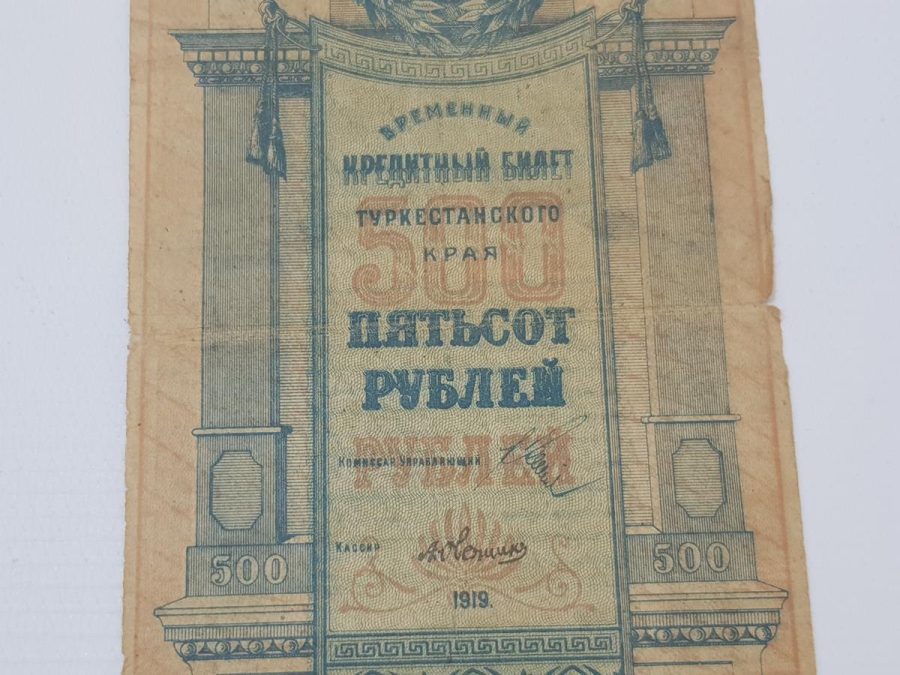 ВРЕМЕННЫЙ
КРЕДИТНЫЙ БИЛЕТ
ТУРКЕСТАНСКОГО
500
КРАЯ
ПЯТЬСОТ
РУБЛЕЙ
РУБЛЕЙ
Комиссар Управляющий
Кассир
500
500
1919.